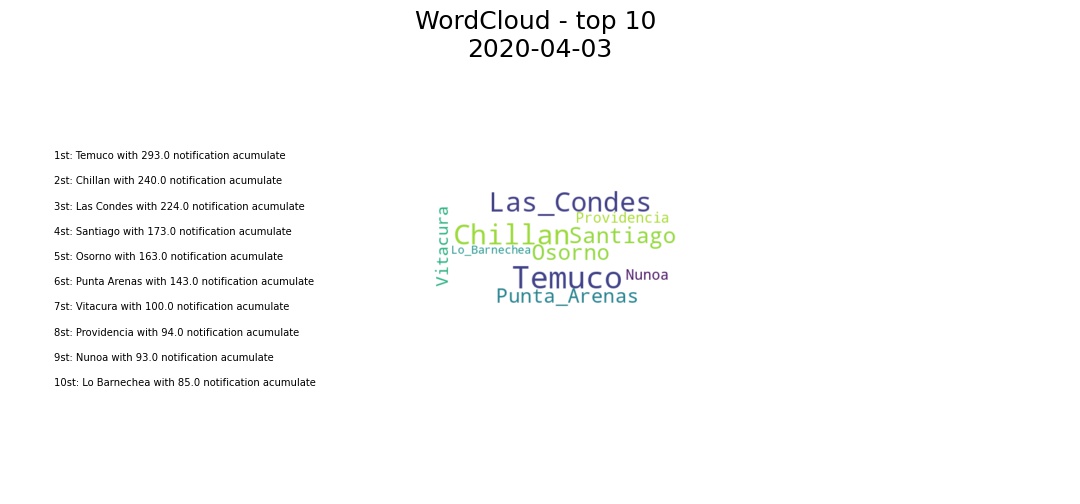 WordCloud - top 10
2020-04-03
1st: Temuco with 293.0 notification acumulate
2st: Chillan with 240.0 notification acumulate
3st: Las Condes with 224.0 notification acumulate
4st: Santiago with 173.0 notification acumulate
5st: Osorno with 163.0 notification acumulate
6st: Punta Arenas with 143.0 notification acumulate
7st: Vitacura with 100.0 notification acumulate
8st: Providencia with 94.0 notification acumulate
9st: Nunoa with 93.0 notification acumulate
10st: Lo Barnechea with 85.0 notification acumulate
Las_Condes
Providencia
Vitacura
Chillan
Santiago
Lo_Barnechea
Osorno
Temuco
Nunoa
Punta_Arenas